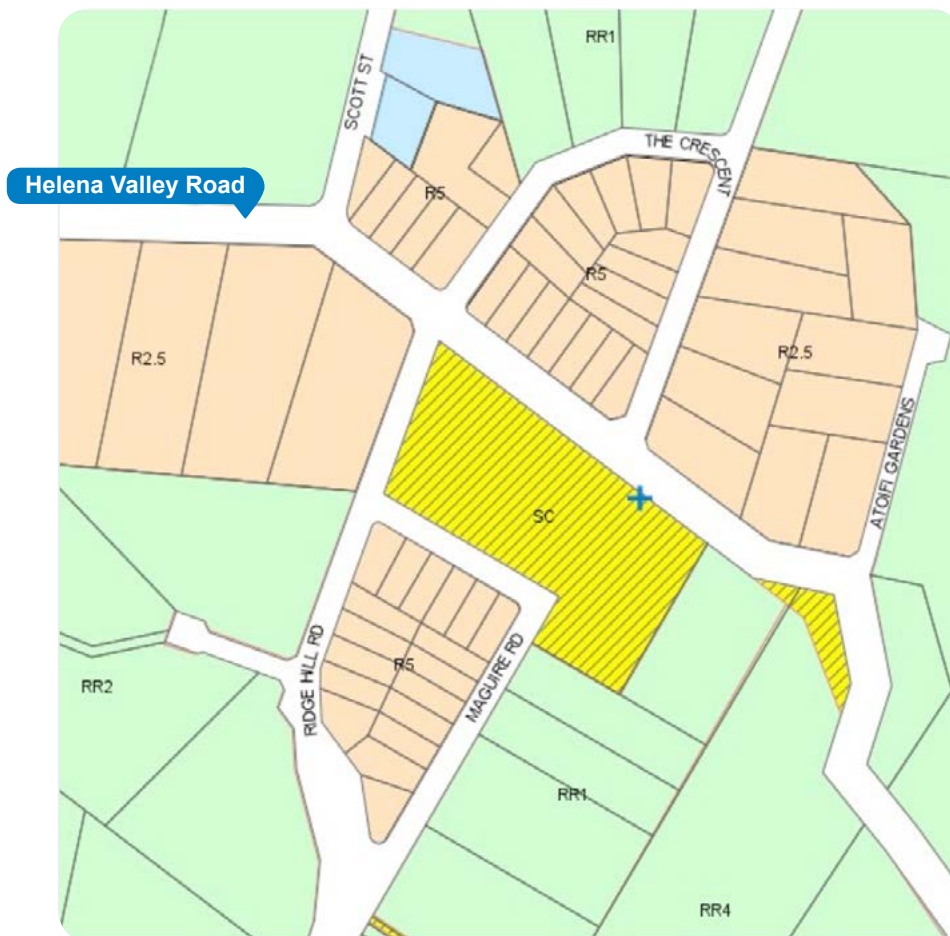 RR1
SCOTT ST
THE CRESCENT
Helena Valley Road
R5
R5
R2.5
R2.5
ATOIFI GARDENS
SC
R5
RIDGE HILL RD
MAGUIRE RD
RR2
RR1
RR4